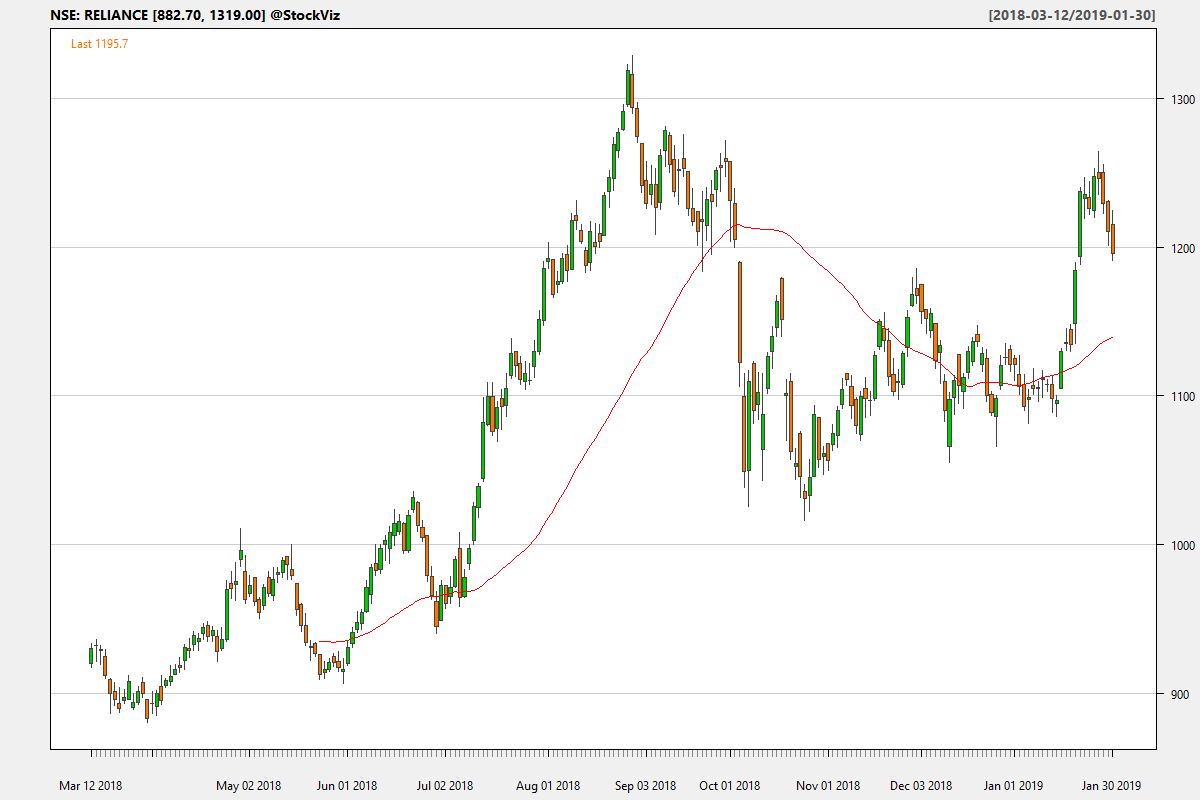 NSE: RELIANCE [882.70, 1319.00] @StockViz
[2018-03-12/2019-01-30]
Last 1195.7
1300
1200
1100
1000
900
Mar 12 2018
May 02 2018
Jun 01 2018
Jul 02 2018
Aug 01 2018
Sep 03 2018
Oct 01 2018
Nov 01 2018
Dec 03 2018
Jan 01 2019
Jan 30 2019